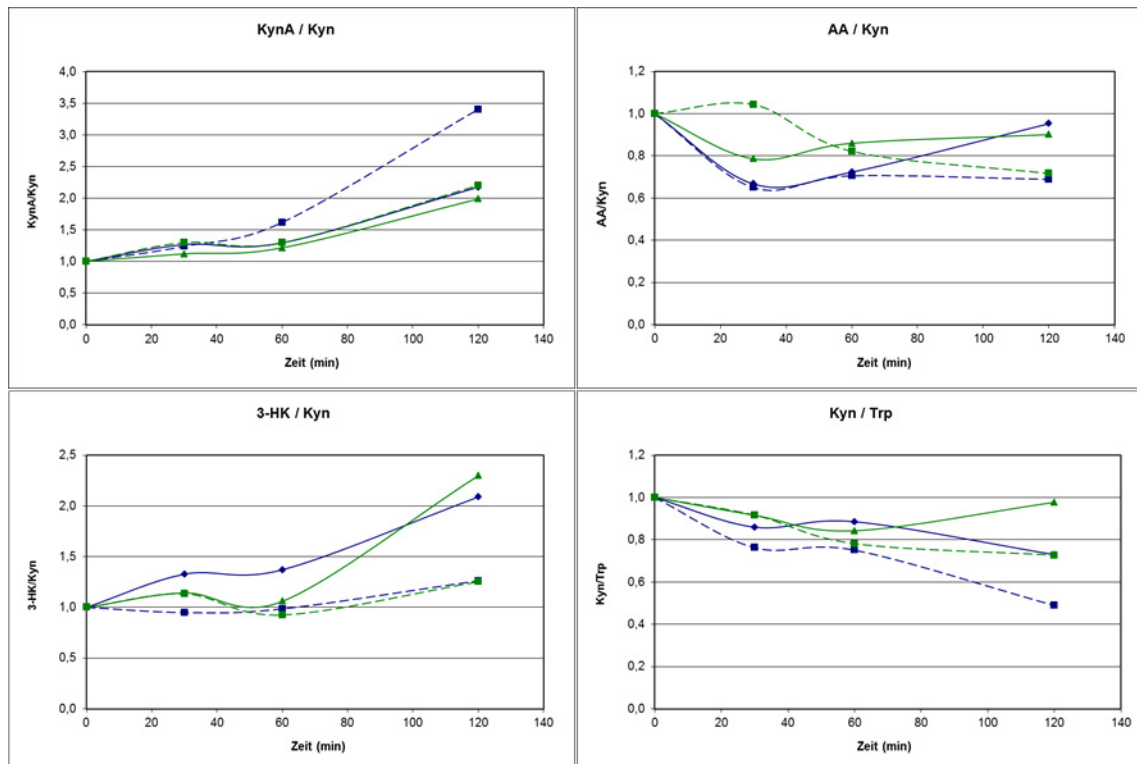 KynA / Kyn
4,0
3,5
3,0
2,5
2,0
1,5
1,0
0,5
0,0
KynA/Kyn
0 20 40 60 80 100 120 140
Zeit (min)
AA / Kyn
1,2
1,0
0,8
0,6
0,4
0,2
0,0
AA/Kyn
0 20 40 60 80 100 120 140
Zeit (min)
3-HK / Kyn
2,5
2,0
1,5
1,0
0,5
0,0
3-HK/Kyn
0 20 40 60 80 100 120 140
Zeit (min)
Kyn / Trp
1,2
1,0
0,8
0,6
0,4
0,2
0,0
Kyn/Trp
0 20 40 60 80 100 120 140
Zeit (min)